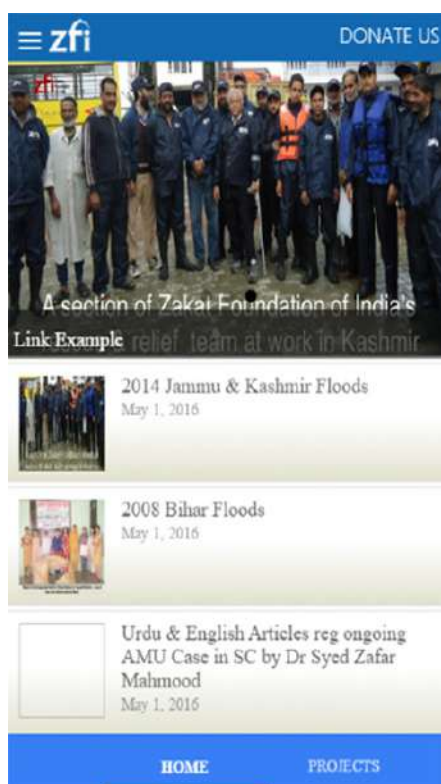 zfi
DONATE US
zfi
A section of Zakat Foundation of India's
relief team at work in Kashmir
Link Example
2014 Jammu & Kashmir Floods
May 1, 2016
2008 Bihar Floods
May 1, 2016
Urdu & English Articles reg ongoing
AMU Case in SC by Dr Syed Zafar
Mahmood
May 1, 2016
HOME
PROJECTS